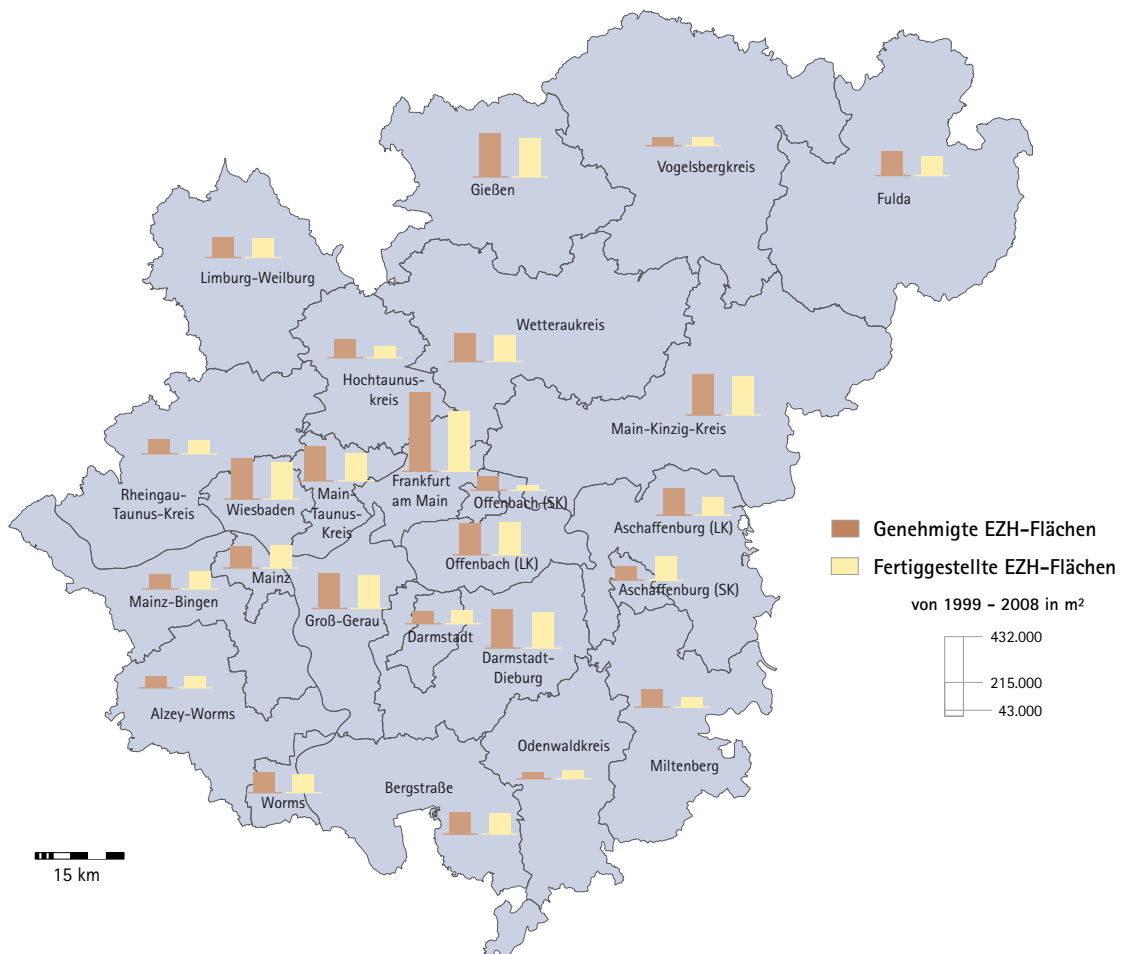 Gießen
Vogelsbergkreis
Fulda
Limburg-Weilburg
Wetteraukreis
Hochtaunus-
kreis
Main-Kinzig-Kreis
Rheingau-
Taunus-Kreis
Wiesbaden
Main-
Taunus-
Kreis
Frankfurt
am Main
Offenbach (SK)
Aschaffenburg (LK)
Offenbach (LK)
Mainz
Mainz-Bingen
Groß-Gerau
Aschaffenburg (SK)
Darmstadt
Darmstadt-
Dieburg
Alzey-Worms
Odenwaldkreis
Miltenberg
Bergstraße
Worms
Genehmigte EZH-Flächen
Fertiggestellte EZH-Flächen
von 1999 - 2008 in m²
432.000
215.000
43.000
15 km